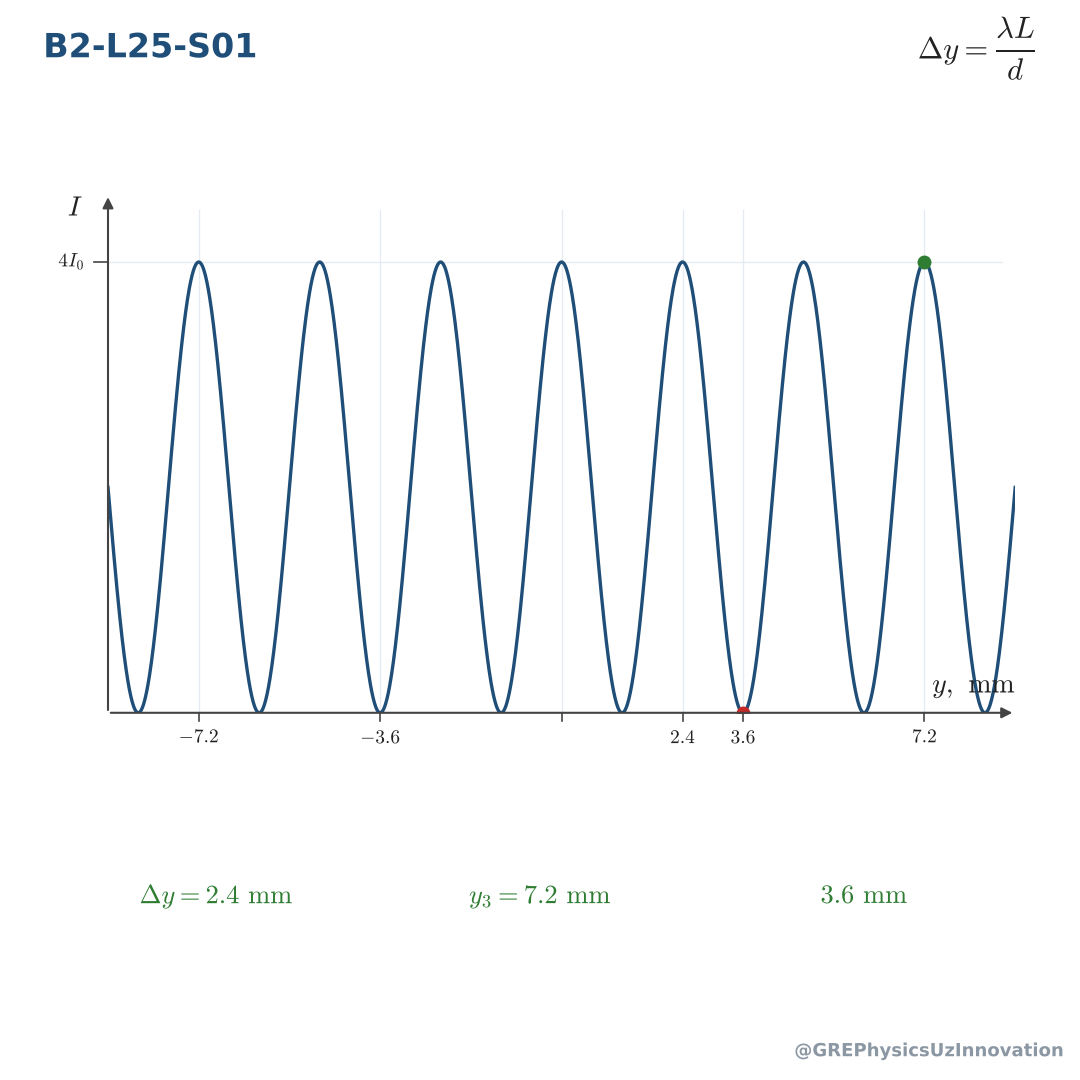 B2-L25-S01
Δy = λL/d
I
4I₀
y, mm
−7.2 −3.6 2.4 3.6 7.2
Δy = 2.4 mm y₃ = 7.2 mm 3.6 mm
@GREPhysicsUzInnovation